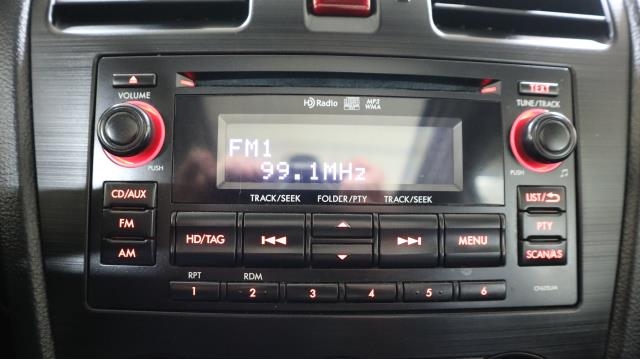 VOLUME
TEXT
TUNE/TRACK
HD Radio
MP3
WMA
FM1
99.1MHz
PUSH
PUSH
TRACK/SEEK
FOLDER/PTY
TRACK/SEEK
CD/AUX
LIST/
FM
HD/TAG
MENU
PTY
AM
SCAN/AS
RPT
RDM
1
2
3
4
5
6